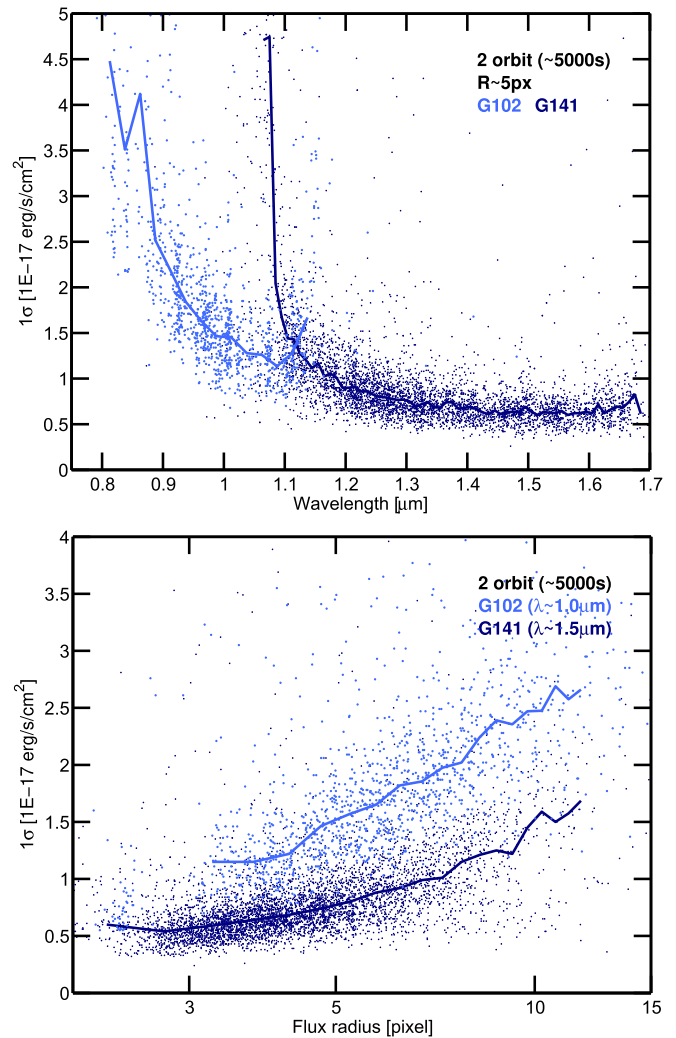 5
4.5
4
3.5
3
2.5
2
1.5
1
0.5
0
1σ [1E−17 erg/s/cm²]
2 orbit (~5000s)
R~5px
G102 G141
0.8 0.9 1 1.1 1.2 1.3 1.4 1.5 1.6 1.7
Wavelength [μm]
4
3.5
3
2.5
2
1.5
1
0.5
0
1σ [1E−17 erg/s/cm²]
2 orbit (~5000s)
G102 (λ~1.0μm)
G141 (λ~1.5μm)
3 5 10 15
Flux radius [pixel]